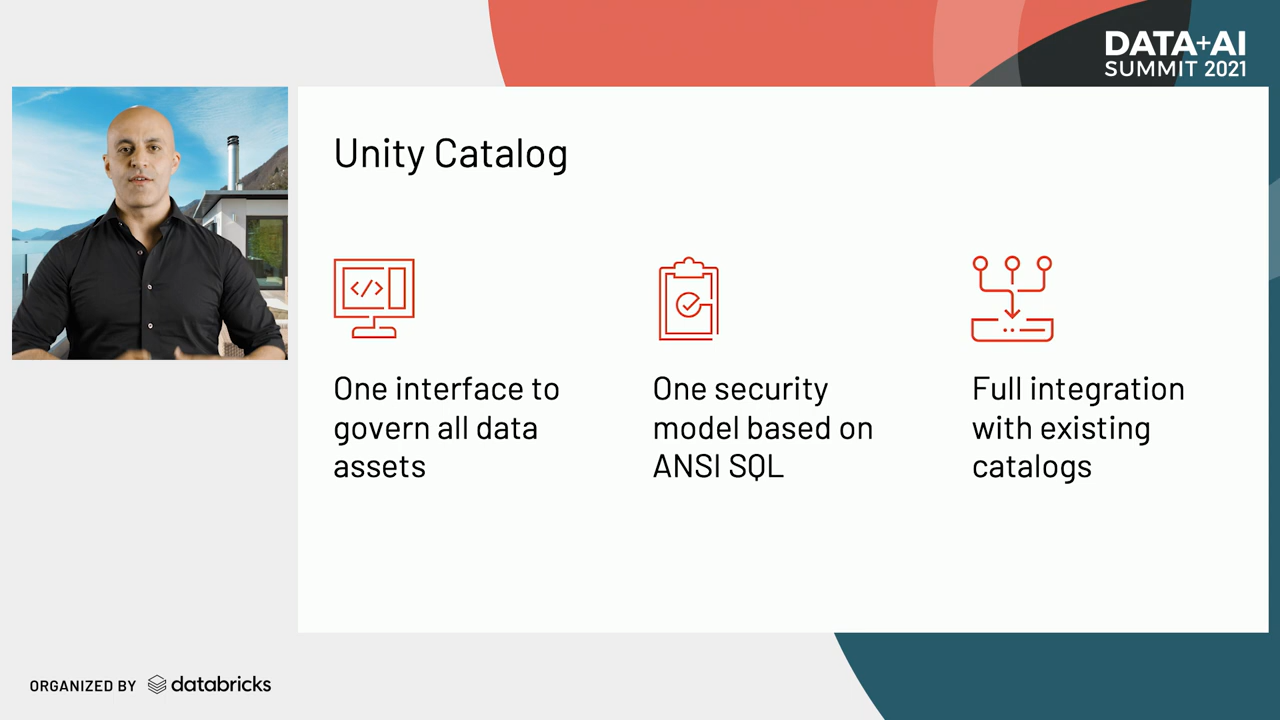 DATA+AI
SUMMIT 2021
Unity Catalog
</>
One interface to
govern all data
assets
One security
model based on
ANSI SQL
Full integration
with existing
catalogs
ORGANIZED BY databricks